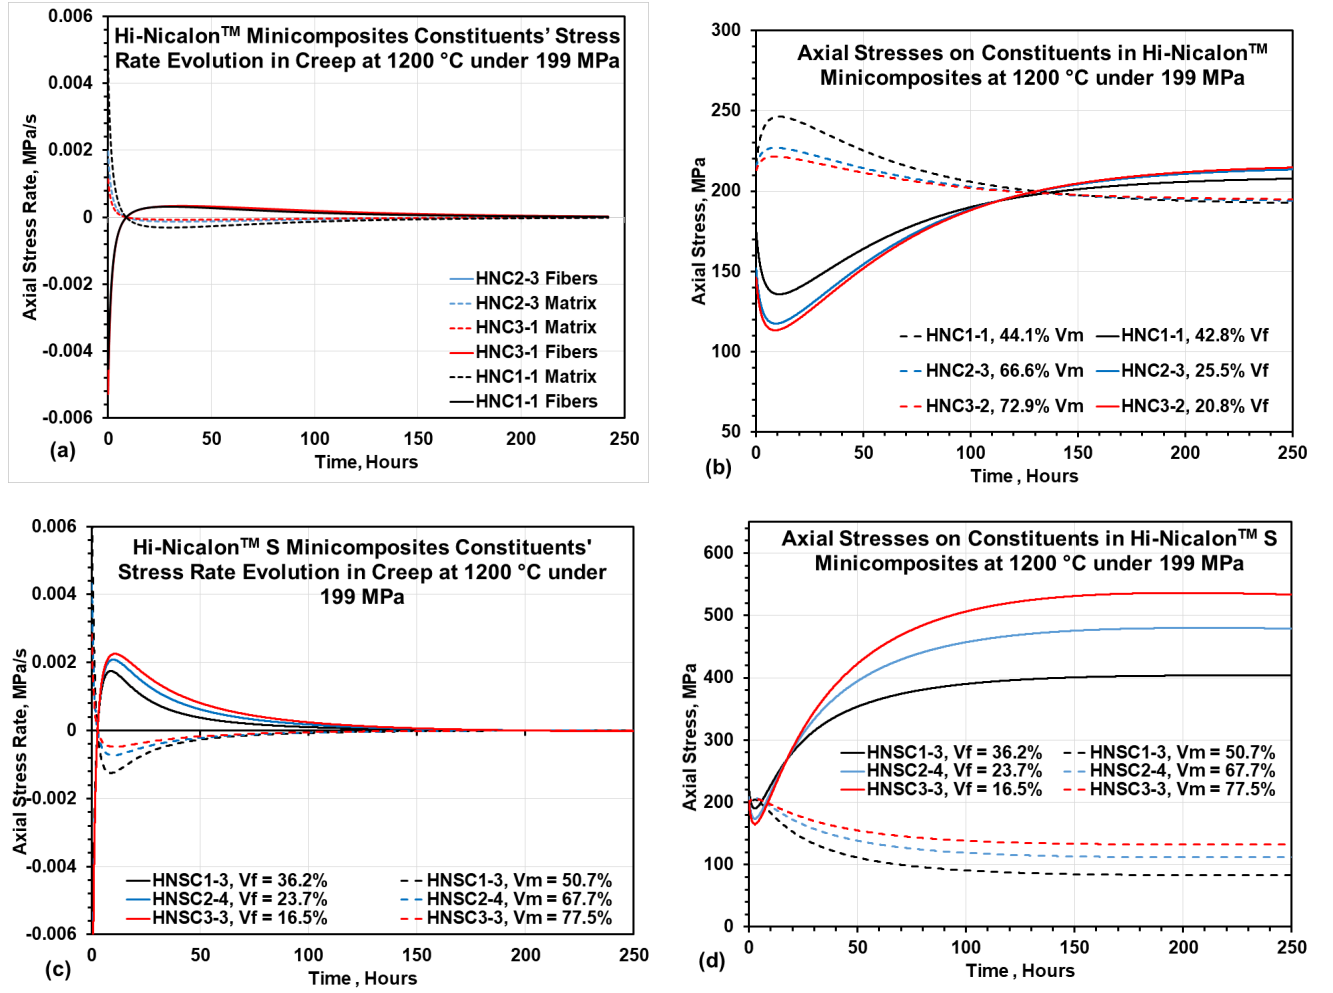 Hi-Nicalon™ Minicomposites Constituents' Stress
Rate Evolution in Creep at 1200 °C under 199 MPa
Axial Stress Rate, MPa/s
0.006
0.004
0.002
0
-0.002
-0.004
-0.006
HNC2-3 Fibers
HNC2-3 Matrix
HNC3-1 Matrix
HNC3-1 Fibers
HNC1-1 Matrix
HNC1-1 Fibers
0 50 100 150 200 250
Time, Hours
(a)
Axial Stresses on Constituents in Hi-Nicalon™
Minicomposites at 1200 °C under 199 MPa
Axial Stress, MPa
300
250
200
150
100
50
HNC1-1, 44.1% Vm HNC1-1, 42.8% Vf
HNC2-3, 66.6% Vm HNC2-3, 25.5% Vf
HNC3-2, 72.9% Vm HNC3-2, 20.8% Vf
0 50 100 150 200 250
Time , Hours
(b)
Hi-Nicalon™ S Minicomposites Constituents'
Stress Rate Evolution in Creep at 1200 °C under
199 MPa
Axial Stress Rate, MPa/s
0.006
0.004
0.002
0
-0.002
-0.004
-0.006
HNSC1-3, Vf = 36.2% HNSC1-3, Vm = 50.7%
HNSC2-4, Vf = 23.7% HNSC2-4, Vm = 67.7%
HNSC3-3, Vf = 16.5% HNSC3-3, Vm = 77.5%
0 50 100 150 200 250
Time , Hours
(c)
Axial Stresses on Constituents in Hi-Nicalon™ S
Minicomposites at 1200 °C under 199 MPa
Axial Stress, MPa
600
500
400
300
200
100
0
HNSC1-3, Vf = 36.2% HNSC1-3, Vm = 50.7%
HNSC2-4, Vf = 23.7% HNSC2-4, Vm = 67.7%
HNSC3-3, Vf = 16.5% HNSC3-3, Vm = 77.5%
0 50 100 150 200 250
Time , Hours
(d)